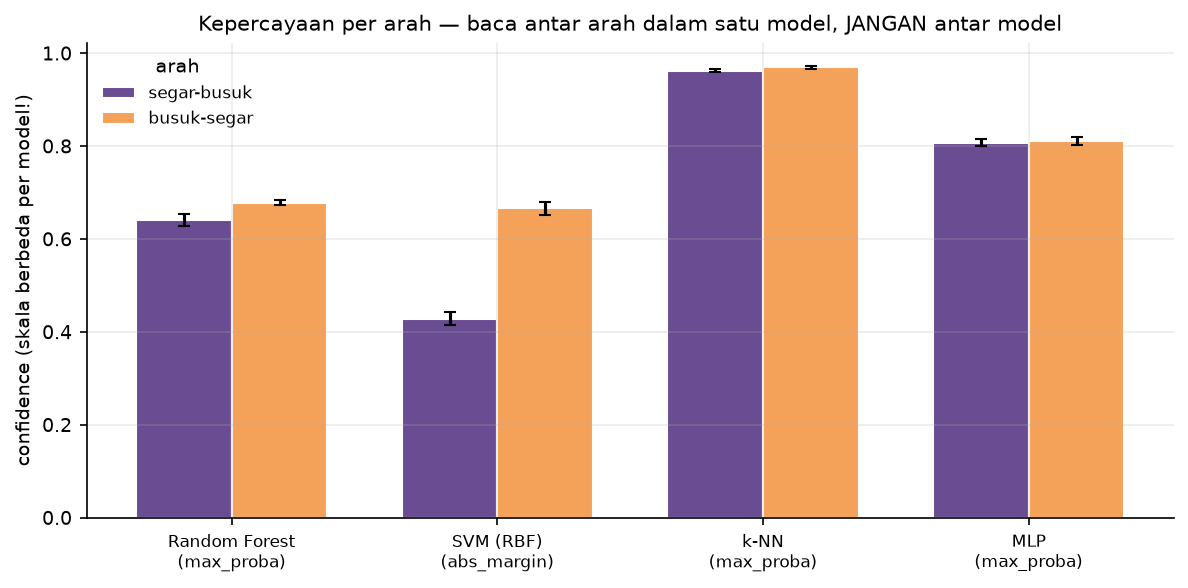 Kepercayaan per arah — baca antar arah dalam satu model, JANGAN antar model
confidence (skala berbeda per model!)
1.0
0.8
0.6
0.4
0.2
0.0
arah
segar-busuk
busuk-segar
Random Forest
(max_proba)
SVM (RBF)
(abs_margin)
k-NN
(max_proba)
MLP
(max_proba)